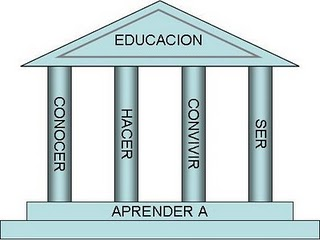 EDUCACION
CONOCER
HACER
CONVIVIR
SER
APRENDER A